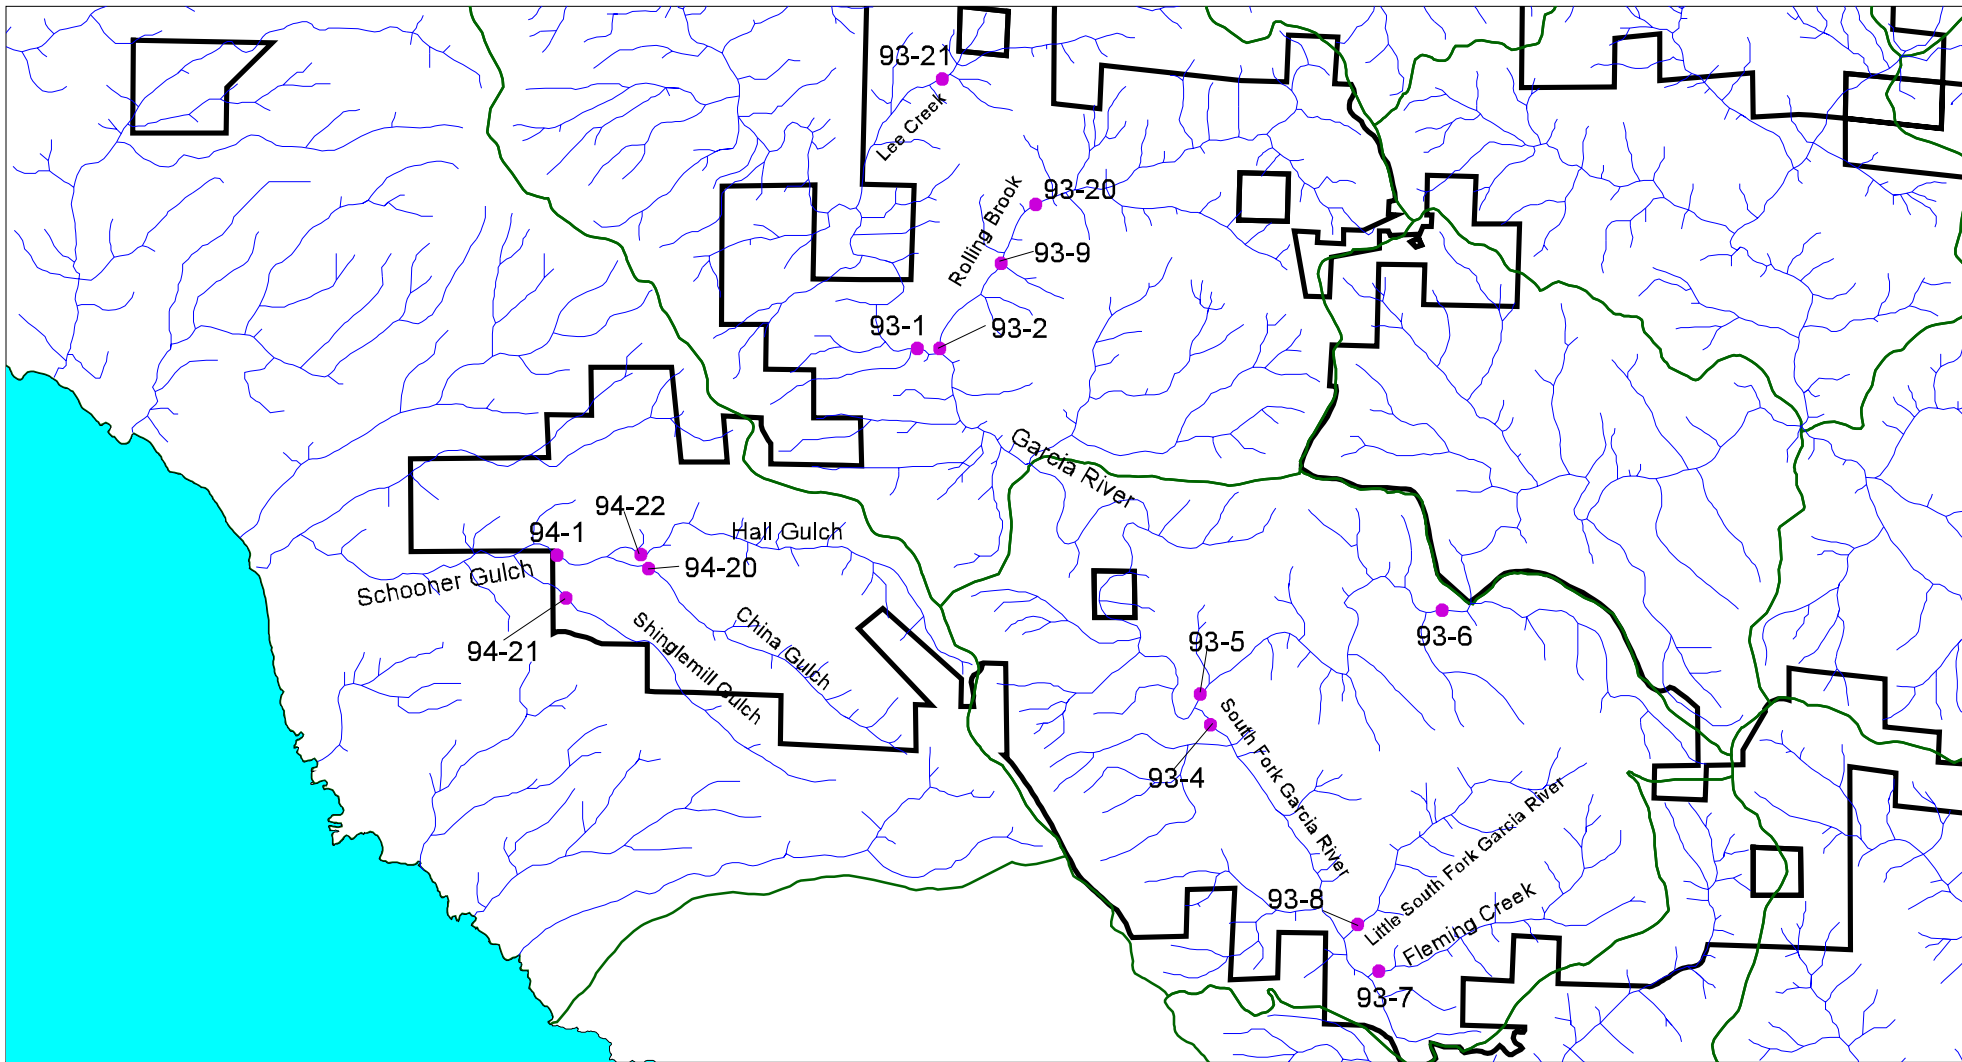 93-21
Lee Creek
93-20
Rolling Brook
93-9
93-1
93-2
Garcia River
94-22
Hall Gulch
94-1
94-20
Schooner Gulch
China Gulch
Shinglemill Gulch
94-21
93-6
93-5
South Fork Garcia River
93-4
Little South Fork Garcia River
93-8
Fleming Creek
93-7